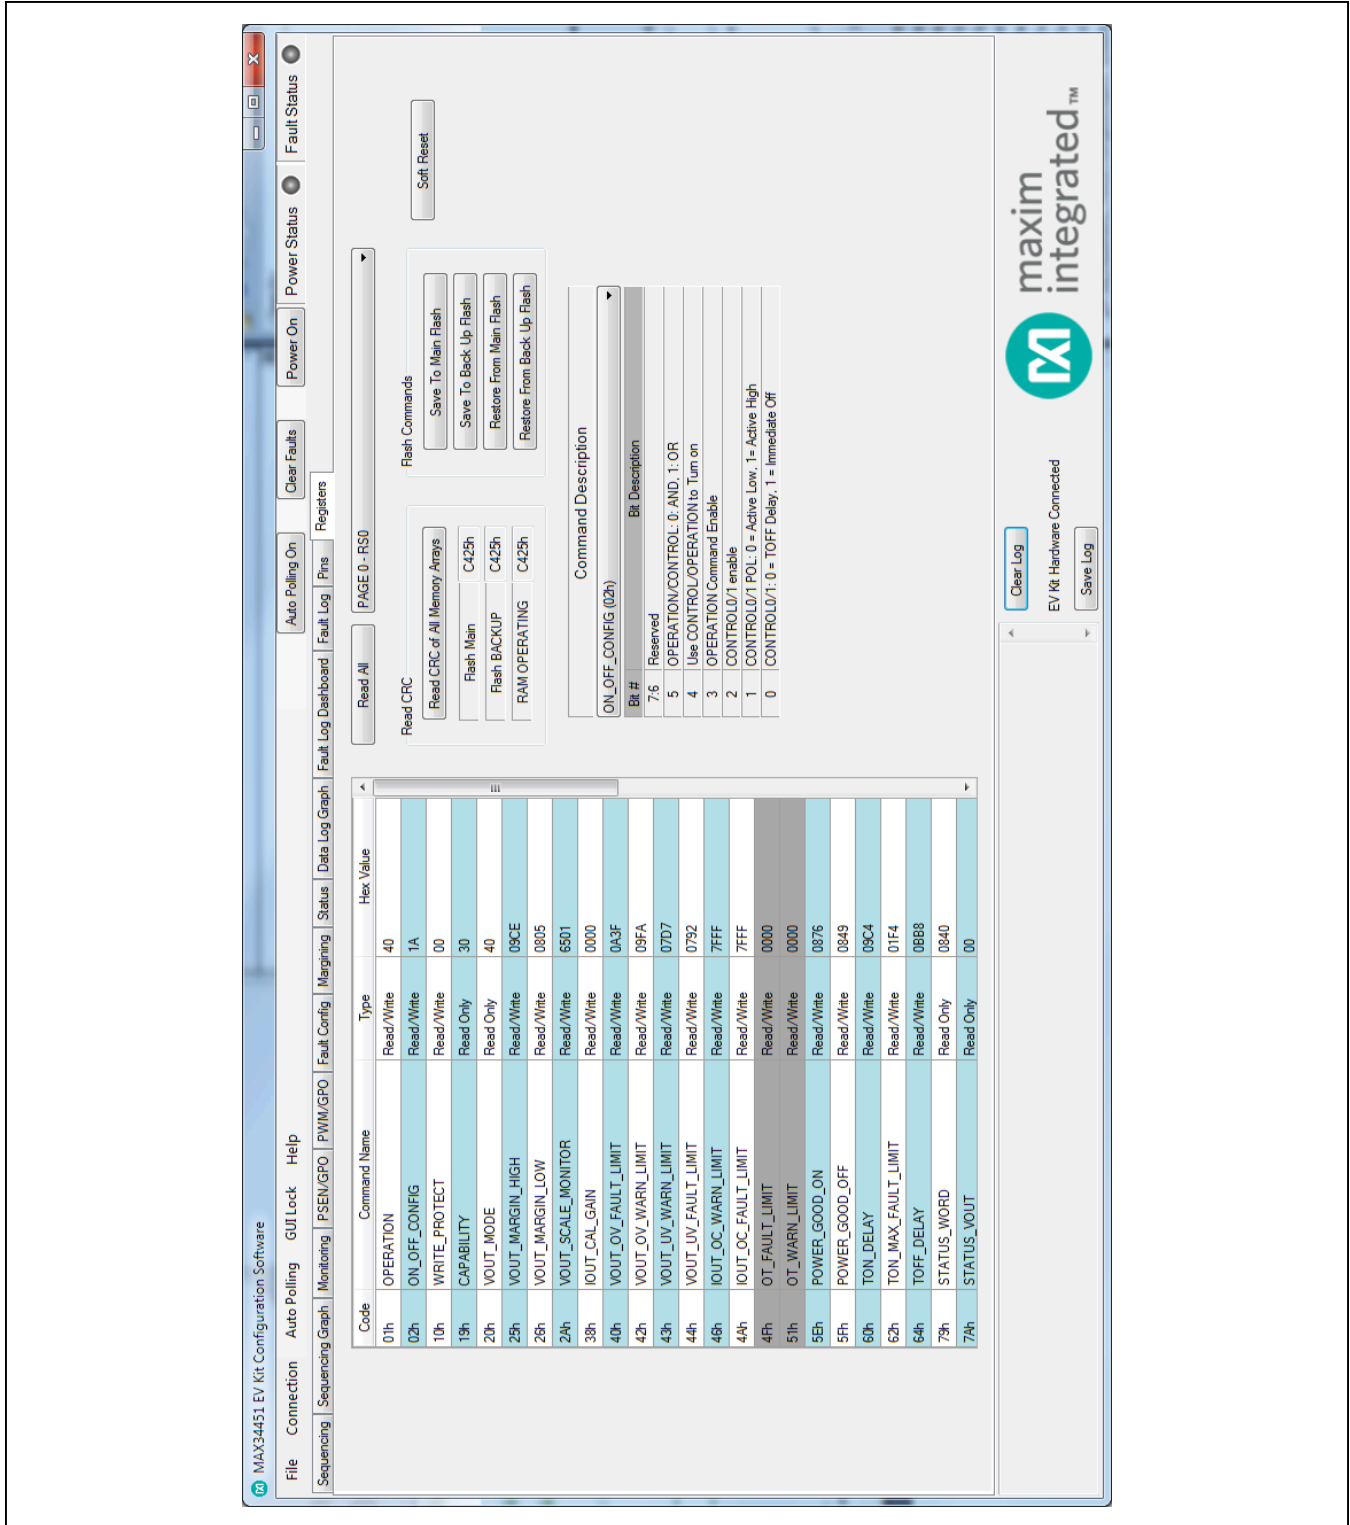 MAX34451 EV Kit Configuration Software
File Connection Auto Polling GUI Lock Help
Auto Polling On Clear Faults Power On Power Status Fault Status
Sequencing Sequencing Graph Monitoring PSEN/GPO PWM/GPO Fault Config Margining Status Data Log Graph Fault Log Dashboard Fault Log Pins Registers
Code Command Name Type Hex Value
01h OPERATION Read/Write 40
02h ON_OFF_CONFIG Read/Write 1A
10h WRITE_PROTECT Read/Write 00
19h CAPABILITY Read Only 30
20h VOUT_MODE Read Only 40
25h VOUT_MARGIN_HIGH Read/Write 09CE
26h VOUT_MARGIN_LOW Read/Write 0805
2Ah VOUT_SCALE_MONITOR Read/Write 6501
38h IOUT_CAL_GAIN Read/Write 0000
40h VOUT_OV_FAULT_LIMIT Read/Write 0A3F
42h VOUT_OV_WARN_LIMIT Read/Write 09FA
43h VOUT_UV_WARN_LIMIT Read/Write 07D7
44h VOUT_UV_FAULT_LIMIT Read/Write 0792
46h IOUT_OC_WARN_LIMIT Read/Write 7FFF
4Ah IOUT_OC_FAULT_LIMIT Read/Write 7FFF
4Fh OT_FAULT_LIMIT Read/Write 0000
51h OT_WARN_LIMIT Read/Write 0000
5Eh POWER_GOOD_ON Read/Write 0876
5Fh POWER_GOOD_OFF Read/Write 0849
60h TON_DELAY Read/Write 09C4
62h TON_MAX_FAULT_LIMIT Read/Write 01F4
64h TOFF_DELAY Read/Write 0BB8
79h STATUS_WORD Read Only 0840
7Ah STATUS_VOUT Read Only 00
Read All PAGE 0 - RS0
Read CRC
Read CRC of All Memory Arrays
Flash Main C425h
Flash BACKUP C425h
RAM OPERATING C425h
Flash Commands
Save To Main Flash
Save To Back Up Flash
Restore From Main Flash
Restore From Back Up Flash
Soft Reset
Command Description
ON_OFF_CONFIG (02h)
Bit # Bit Description
7:6 Reserved
5 OPERATION/CONTROL: 0: AND, 1: OR
4 Use CONTROL/OPERATION to Turn on
3 OPERATION Command Enable
2 CONTROL0/1 enable
1 CONTROL0/1 POL: 0 = Active Low, 1= Active High
0 CONTROL0/1: 0 = TOFF Delay, 1 = Immediate Off
Clear Log
EV Kit Hardware Connected
Save Log
maxim
integrated™